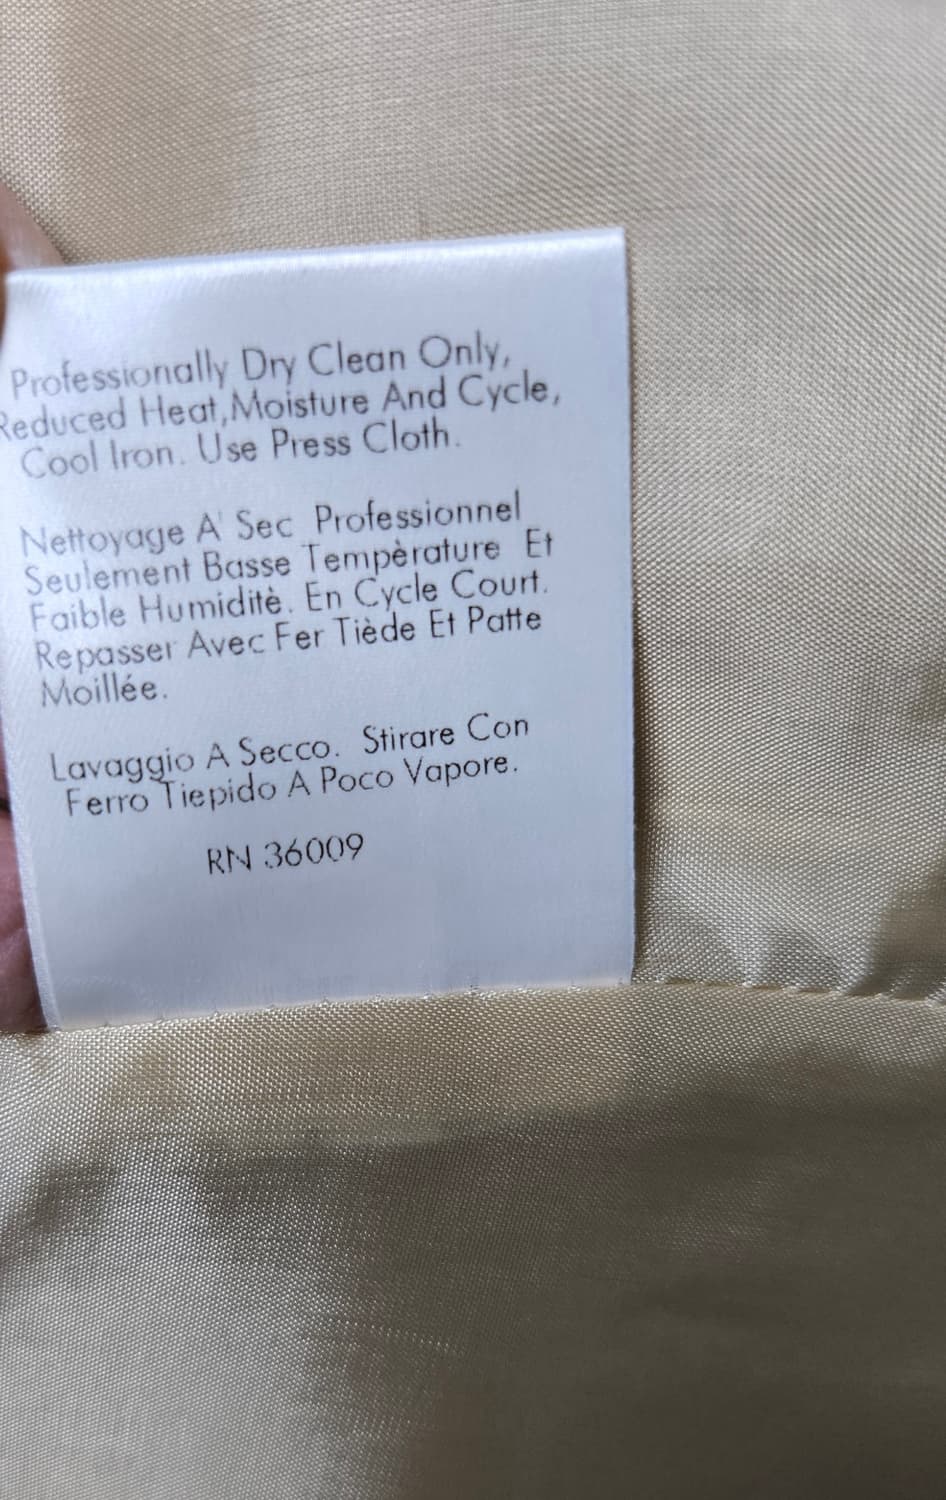 Professionally Dry Clean Only,
Reduced Heat,Moisture And Cycle,
Cool Iron. Use Press Cloth.
Nettoyage A' Sec Professionnel
Seulement Basse Tempèrature Et
Faible Humiditè. En Cycle Court.
Repasser Avec Fer Tiède Et Patte
Moillée.
Lavaggio A Secco. Stirare Con
Ferro Tiepido A Poco Vapore.
RN 36009